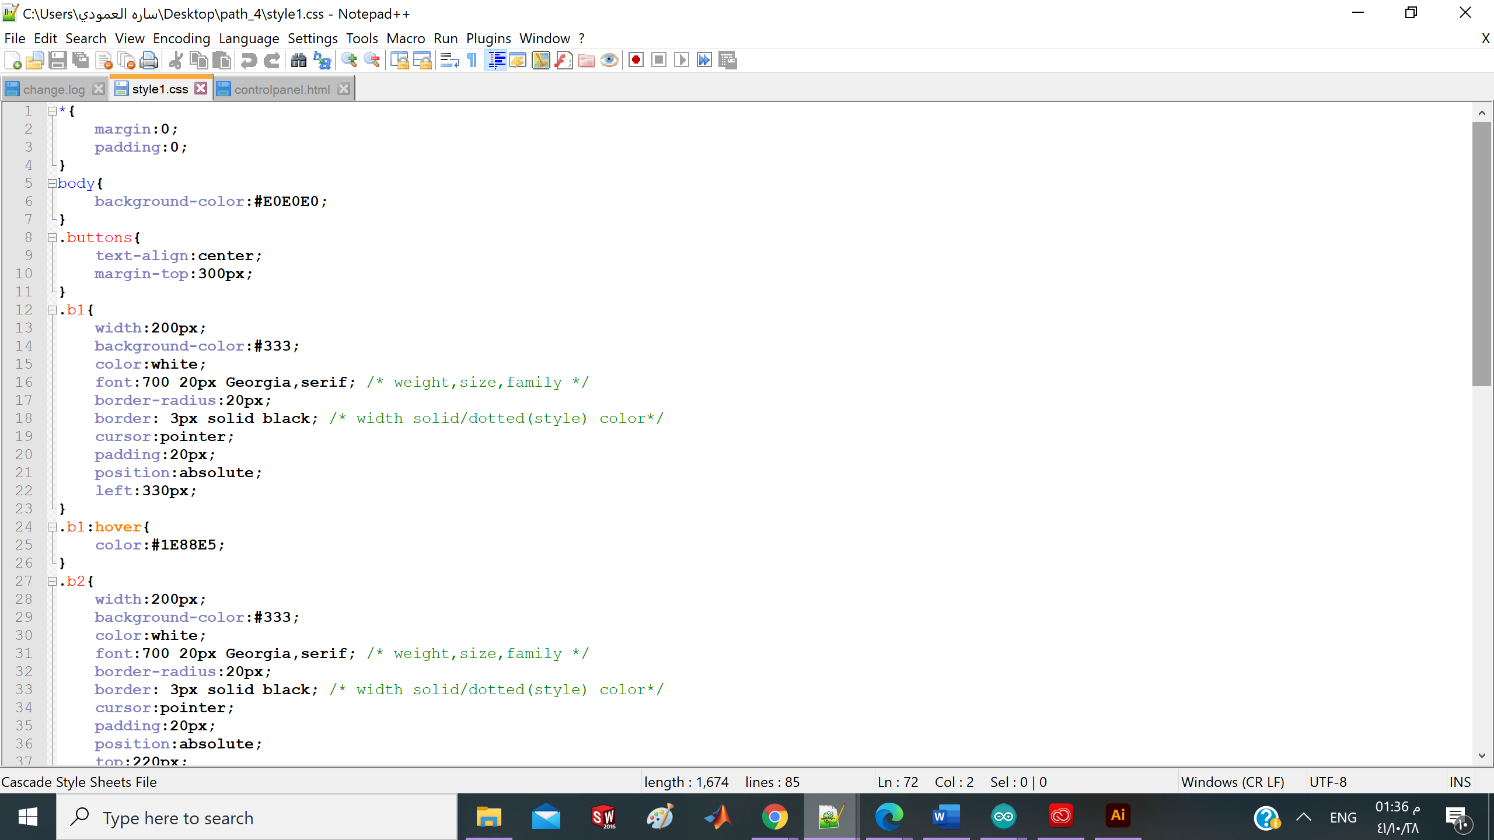 C:\Users\ساره العمودي\Desktop\path_4\style1.css - Notepad++
File Edit Search View Encoding Language Settings Tools Macro Run Plugins Window ? X
change.log style1.css controlpanel.html
1 *{
2 margin:0;
3 padding:0;
4 }
5 body{
6 background-color:#E0E0E0;
7 }
8 .buttons{
9 text-align:center;
10 margin-top:300px;
11 }
12 .b1{
13 width:200px;
14 background-color:#333;
15 color:white;
16 font:700 20px Georgia,serif; /* weight,size,family */
17 border-radius:20px;
18 border: 3px solid black; /* width solid/dotted(style) color*/
19 cursor:pointer;
20 padding:20px;
21 position:absolute;
22 left:330px;
23 }
24 .b1:hover{
25 color:#1E88E5;
26 }
27 .b2{
28 width:200px;
29 background-color:#333;
30 color:white;
31 font:700 20px Georgia,serif; /* weight,size,family */
32 border-radius:20px;
33 border: 3px solid black; /* width solid/dotted(style) color*/
34 cursor:pointer;
35 padding:20px;
36 position:absolute;
37 top:220px;
Cascade Style Sheets File length : 1,674 lines : 85 Ln : 72 Col : 2 Sel : 0 | 0 Windows (CR LF) UTF-8 INS
Type here to search SW 2016 W Ai ENG 01:36 م
٤١/١٠/٢٨